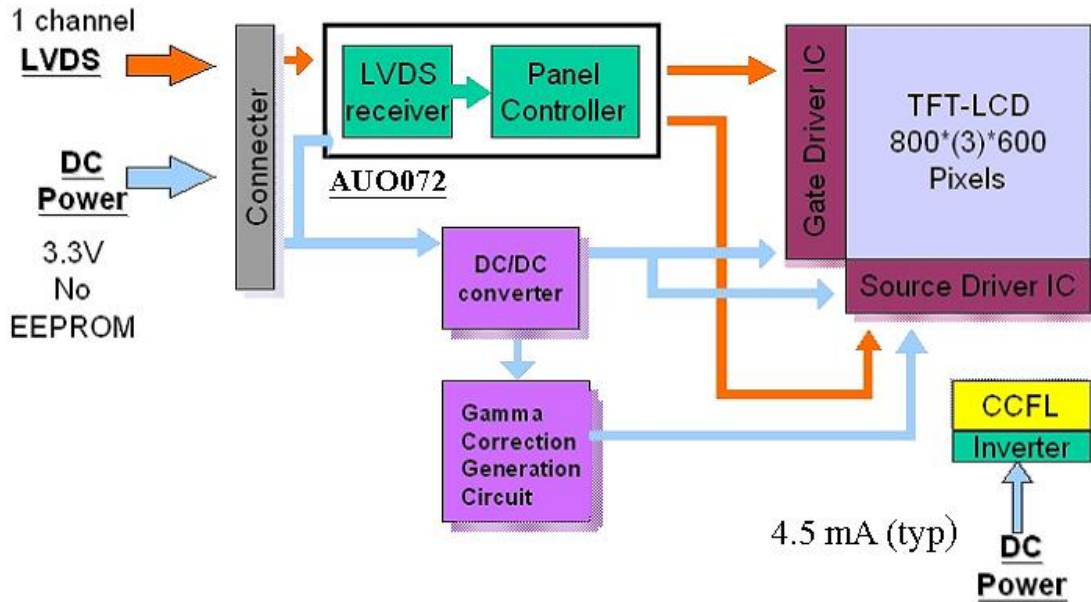 1 channel
LVDS
DC
Power
3.3V
No
EEPROM
Connecter
LVDS
receiver
Panel
Controller
AUO072
DC/DC
converter
Gamma
Correction
Generation
Circuit
Gate Driver IC
TFT-LCD
800*(3)*600
Pixels
Source Driver IC
CCFL
Inverter
4.5 mA (typ)
DC
Power